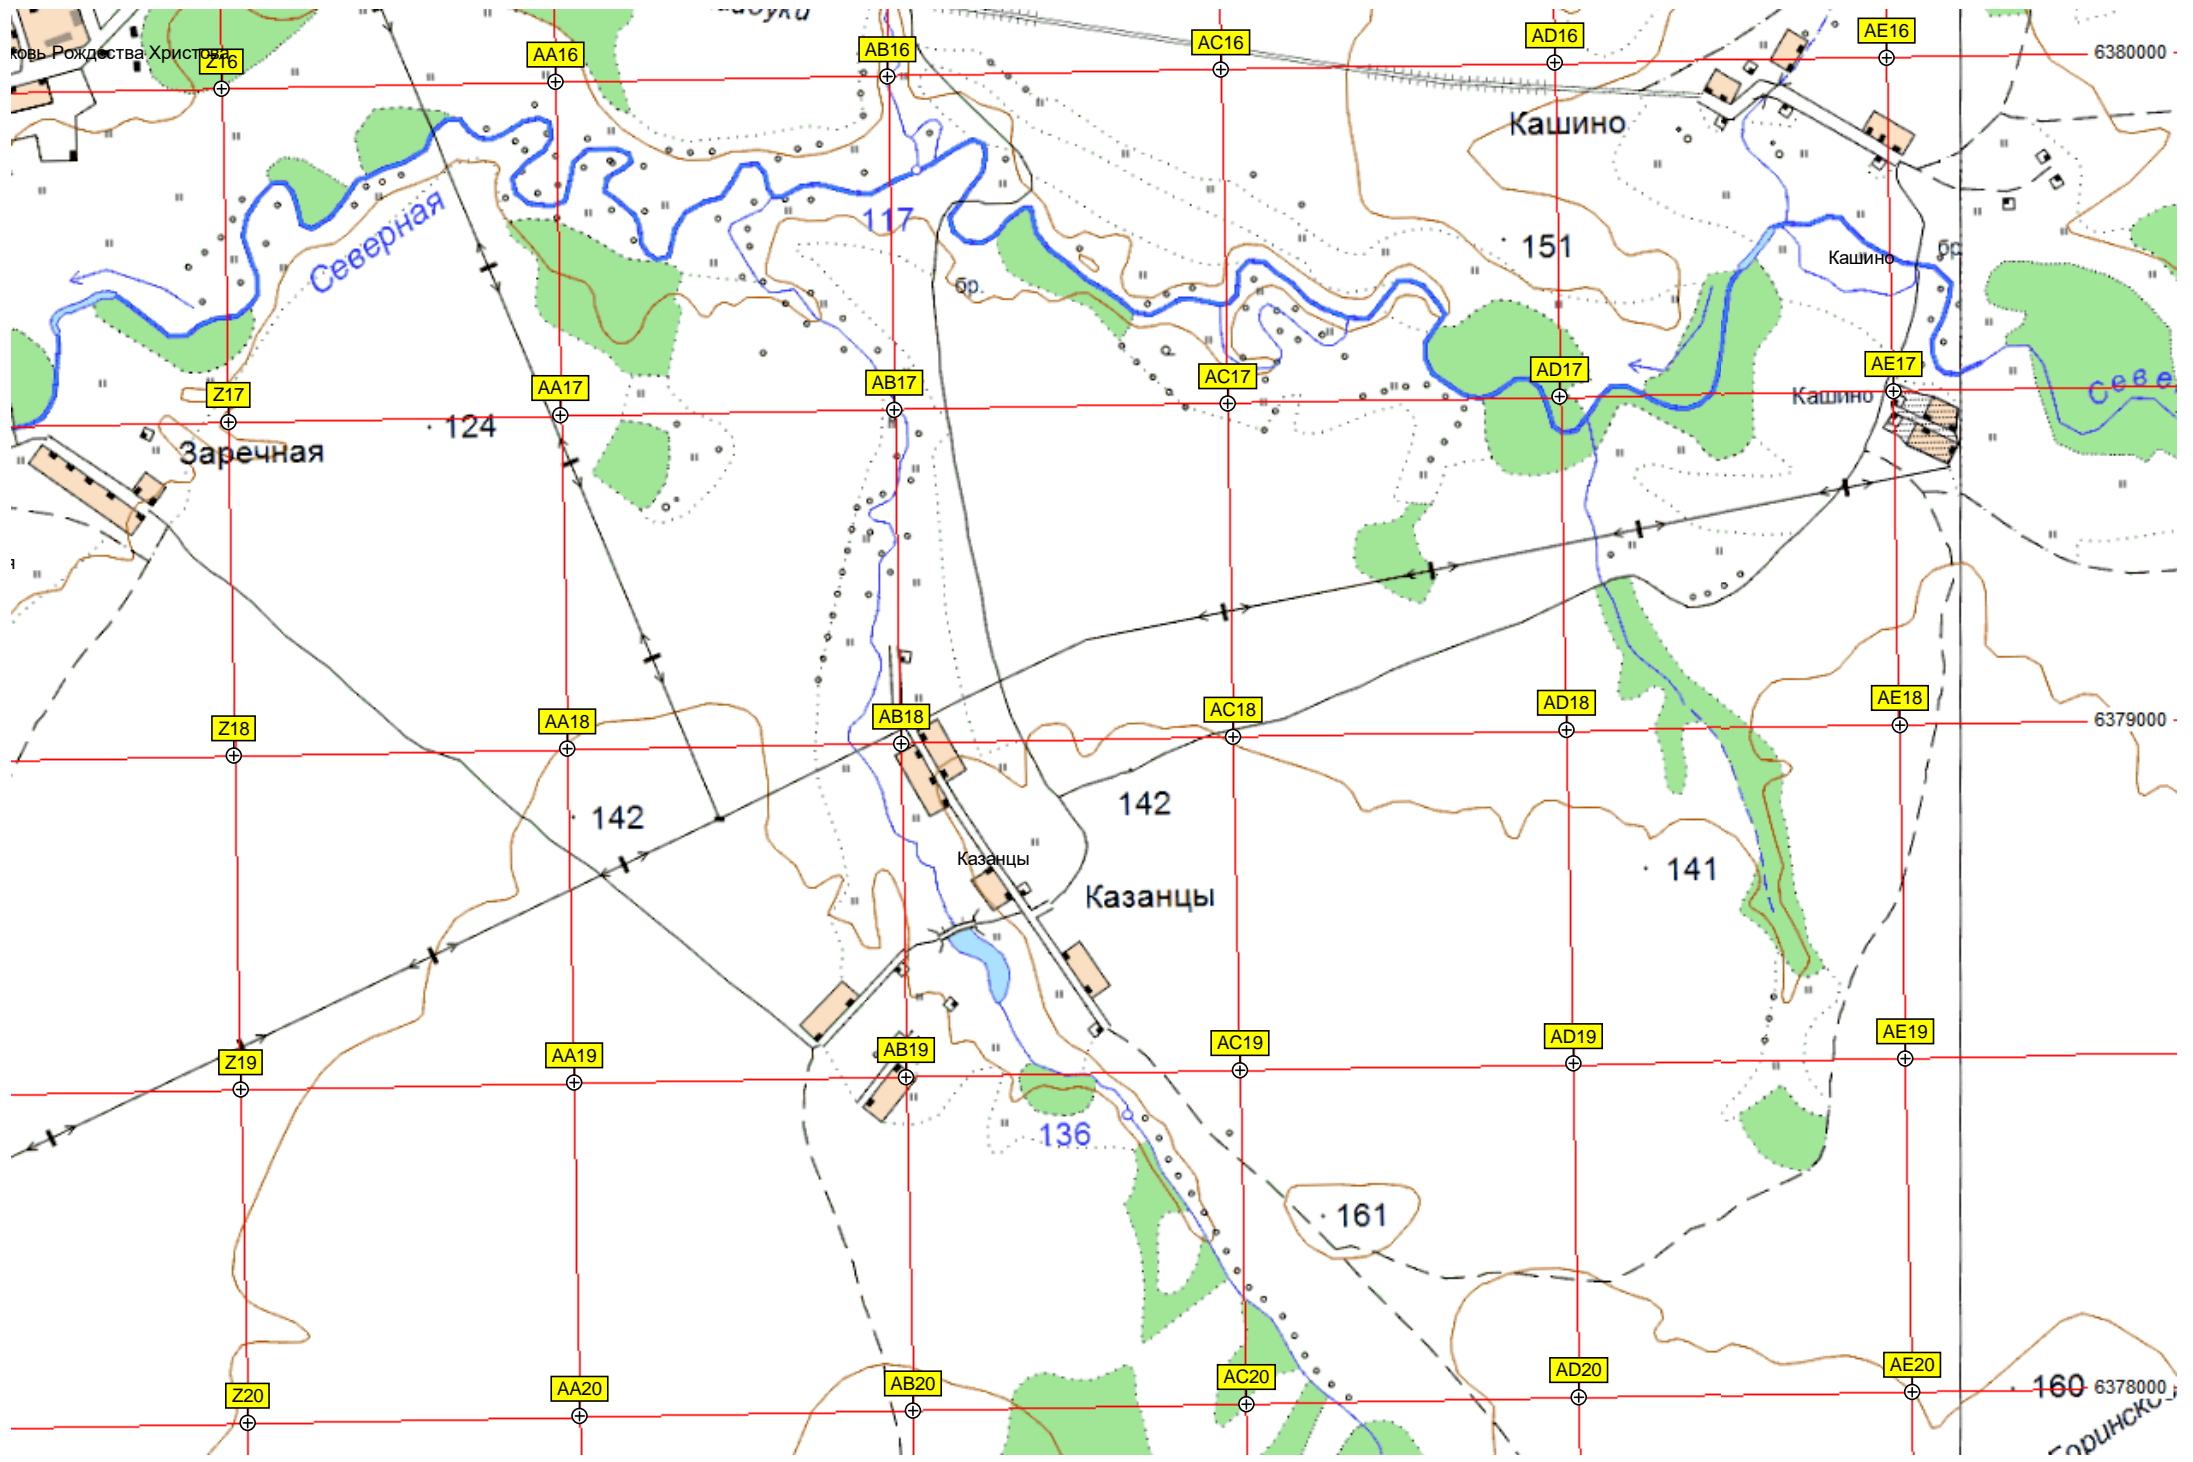 AE16
6380000
AD16
AC16
AB16
AA16
Рождества Христова
Z16
Кашино
Северная
117
151
бр
Кашино
бр.
AE17
AD17
AC17
AB17
AA17
Z17
Кашино
Севе
124
Заречная
AE18
6379000
AD18
AC18
AB18
AA18
Z18
142
142
Казанцы
141
Казанцы
AE19
AD19
AC19
AB19
AA19
Z19
136
161
AE20
AD20
AC20
AB20
AA20
Z20
160
6378000